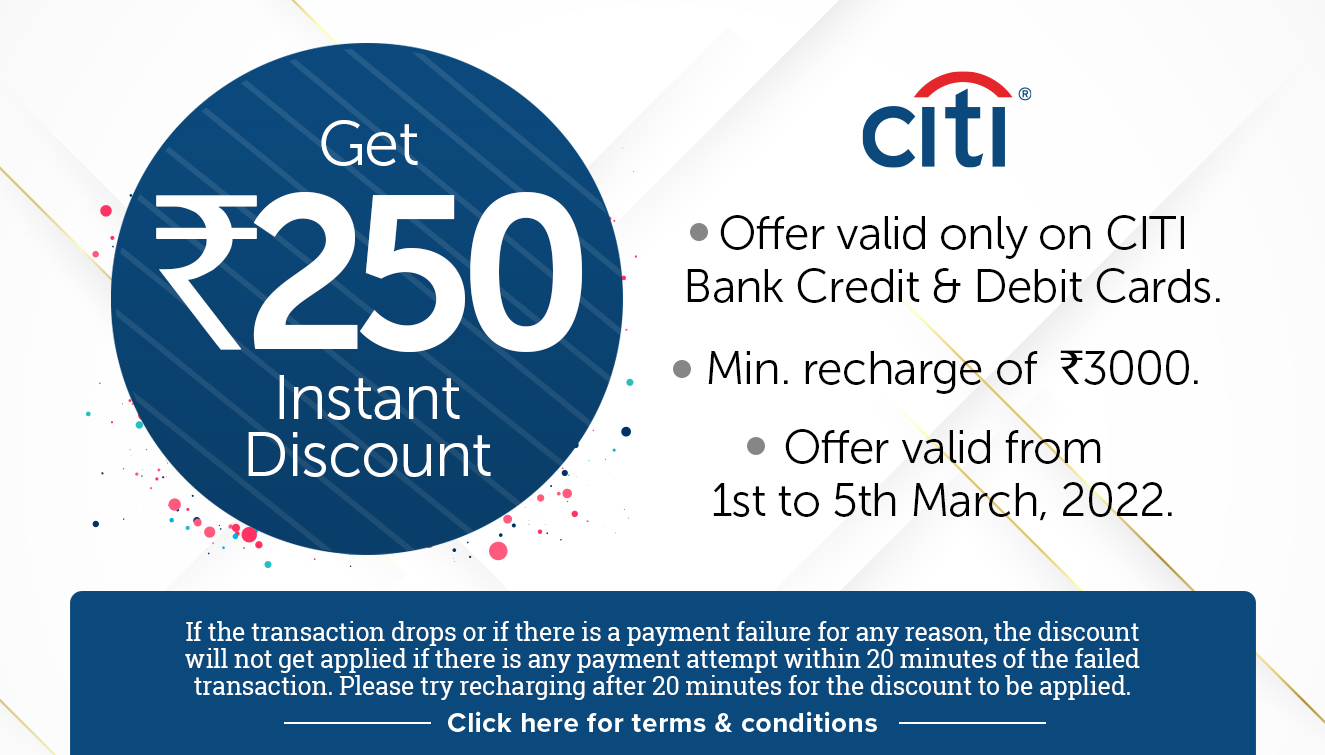 Get
₹250
Instant
Discount
citi®
• Offer valid only on CITI
Bank Credit & Debit Cards.
• Min. recharge of ₹3000.
• Offer valid from
1st to 5th March, 2022.
If the transaction drops or if there is a payment failure for any reason, the discount
will not get applied if there is any payment attempt within 20 minutes of the failed
transaction. Please try recharging after 20 minutes for the discount to be applied.
Click here for terms & conditions